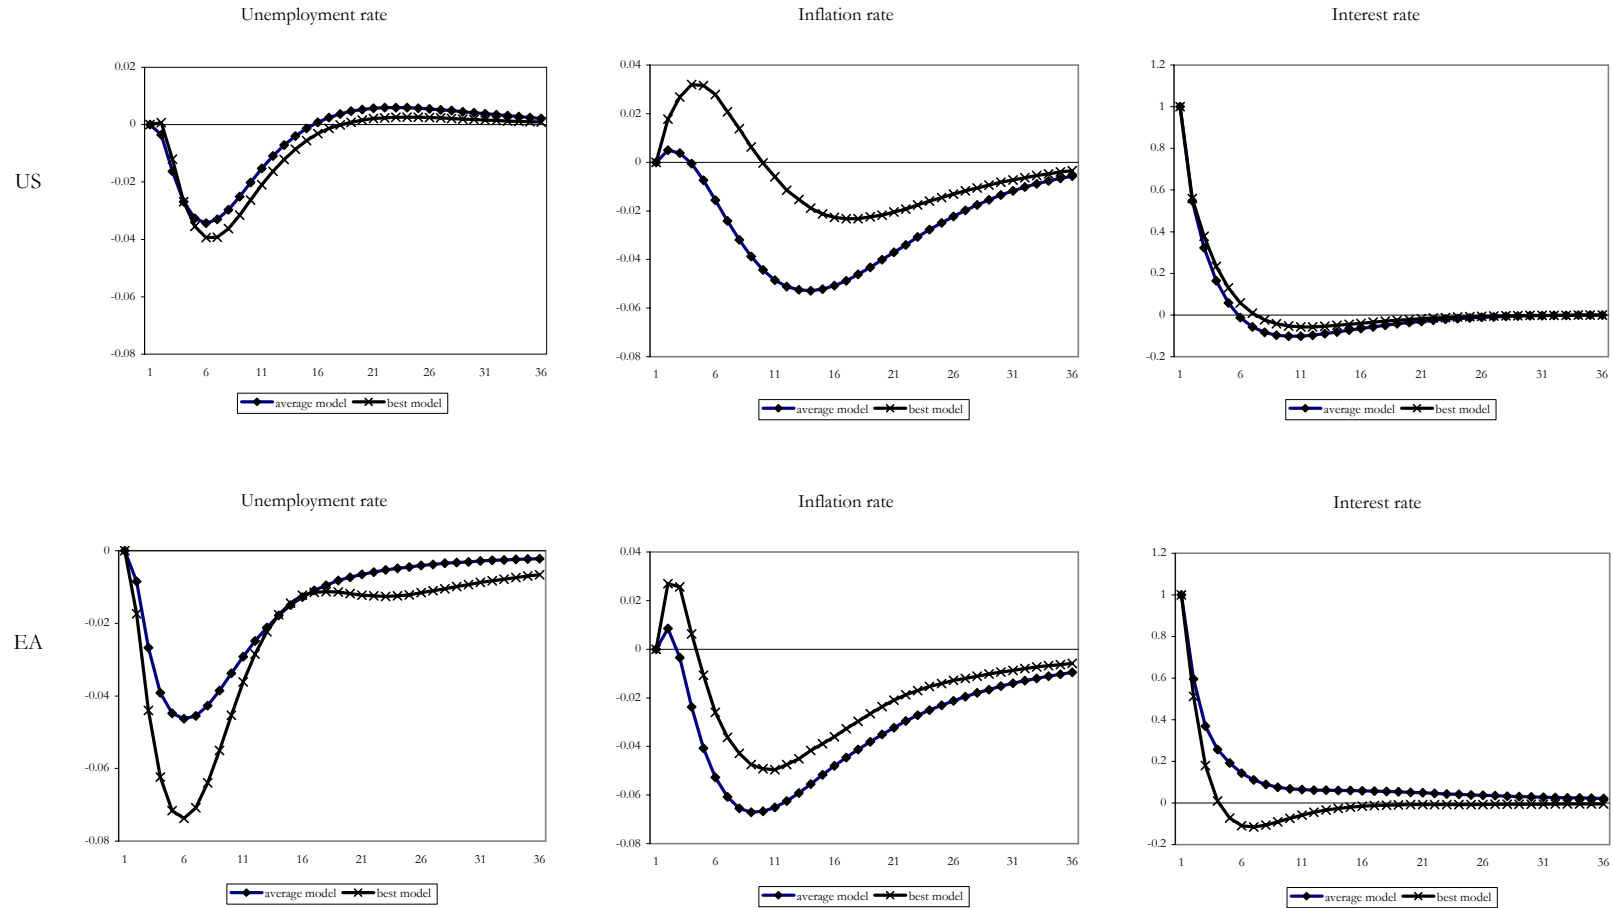 Unemployment rate
Inflation rate
Interest rate
US
0.02
0
-0.02
-0.04
-0.06
-0.08
1 6 11 16 21 26 31 36
average model best model
0.04
0.02
0
-0.02
-0.04
-0.06
-0.08
1 6 11 16 21 26 31 36
average model best model
1.2
1
0.8
0.6
0.4
0.2
0
-0.2
1 6 11 16 21 26 31 36
average model best model
Unemployment rate
Inflation rate
Interest rate
EA
0
-0.02
-0.04
-0.06
-0.08
1 6 11 16 21 26 31 36
average model best model
0.04
0.02
0
-0.02
-0.04
-0.06
-0.08
1 6 11 16 21 26 31 36
average model best model
1.2
1
0.8
0.6
0.4
0.2
0
-0.2
1 6 11 16 21 26 31 36
average model best model